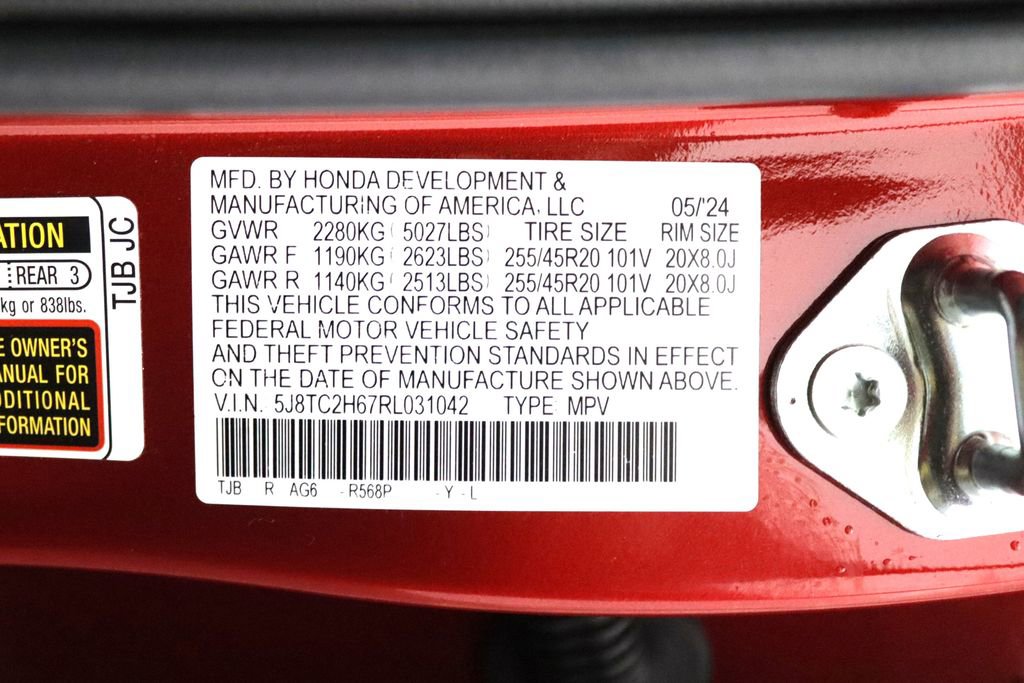 ATION
REAR 3
kg or 838lbs.
E OWNER'S
ANUAL FOR
DDITIONAL
FORMATION
TJB JC
MFD. BY HONDA DEVELOPMENT &
MANUFACTURING OF AMERICA, LLC 05/'24
GVWR 2280KG (5027LBS) TIRE SIZE RIM SIZE
GAWR F 1190KG (2623LBS) 255/45R20 101V 20X8.0J
GAWR R 1140KG (2513LBS) 255/45R20 101V 20X8.0J
THIS VEHICLE CONFORMS TO ALL APPLICABLE
FEDERAL MOTOR VEHICLE SAFETY
AND THEFT PREVENTION STANDARDS IN EFFECT
ON THE DATE OF MANUFACTURE SHOWN ABOVE.
V.I.N. 5J8TC2H67RL031042 TYPE: MPV
TJB R AG6 -R568P -Y-L